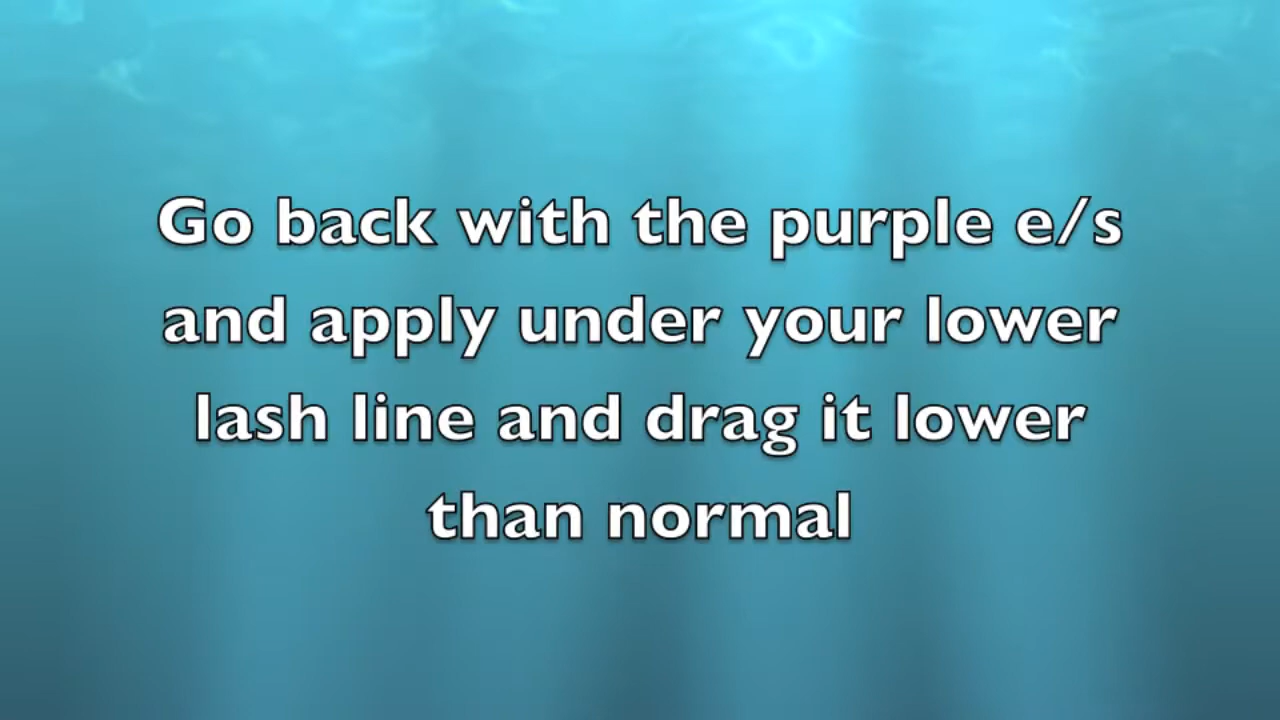 Go back with the purple e/s
and apply under your lower
lash line and drag it lower
than normal